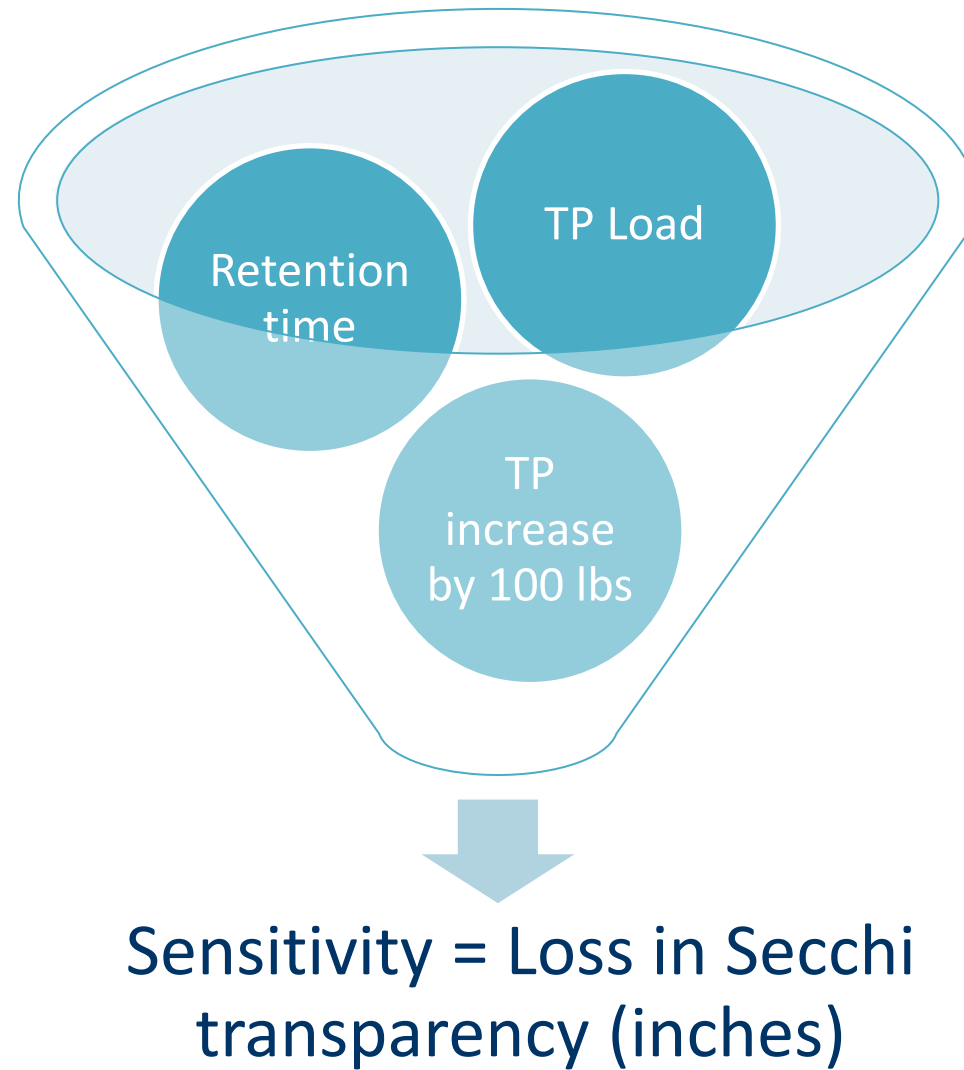 TP Load
Retention
time
TP
increase
by 100 lbs
Sensitivity = Loss in Secchi
transparency (inches)